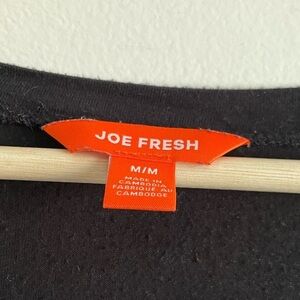 JOE FRESH
M/M
MADE IN
CAMBODIA
FABRIQUÉ AU
CAMBODGE